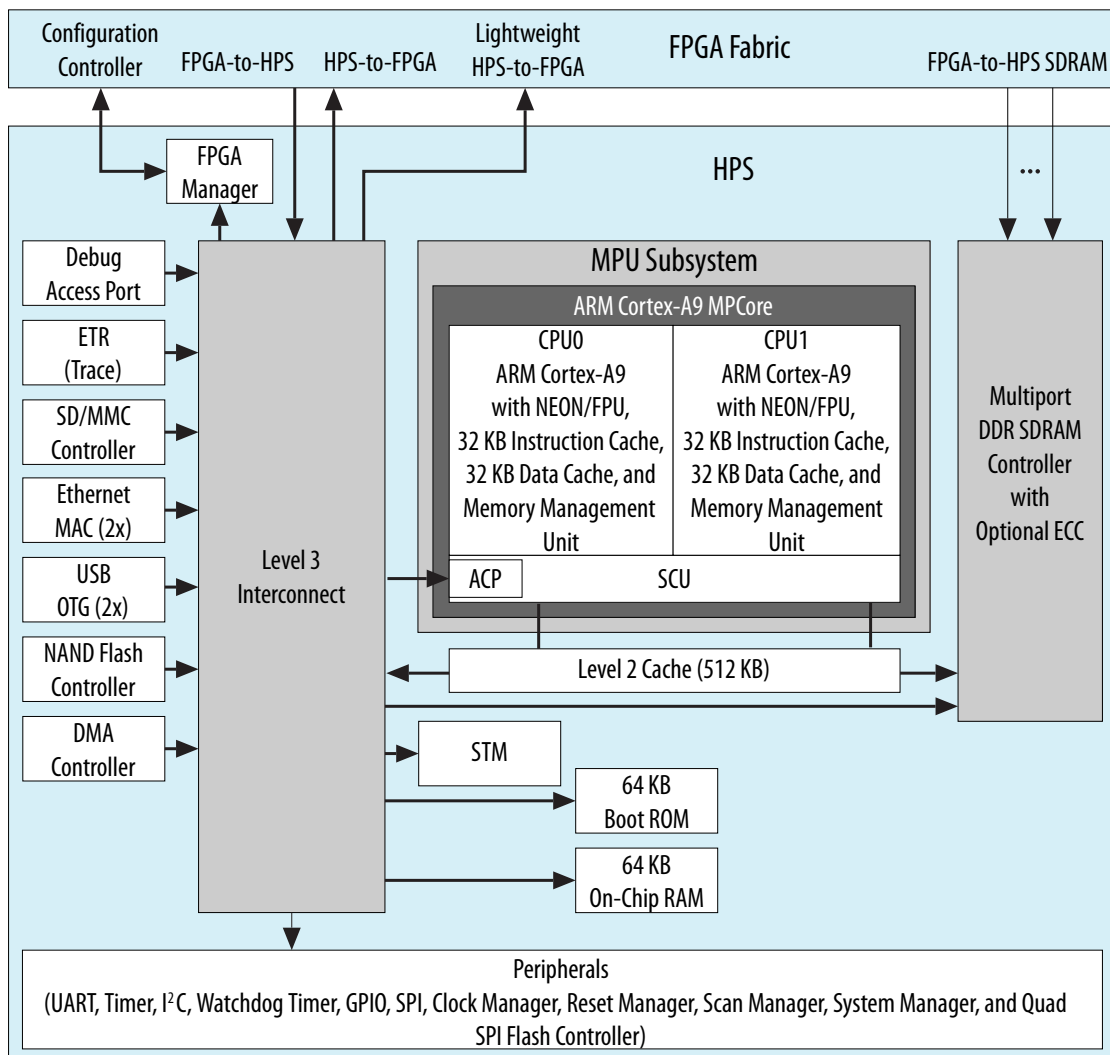 Configuration
Controller
FPGA-to-HPS
HPS-to-FPGA
Lightweight
HPS-to-FPGA
FPGA Fabric
FPGA-to-HPS SDRAM
HPS
FPGA
Manager
...
Debug
Access Port
ETR
(Trace)
SD/MMC
Controller
Ethernet
MAC (2x)
USB
OTG (2x)
NAND Flash
Controller
DMA
Controller
Level 3
Interconnect
MPU Subsystem
ARM Cortex-A9 MPCore
CPU0
ARM Cortex-A9
with NEON/FPU,
32 KB Instruction Cache,
32 KB Data Cache, and
Memory Management
Unit
CPU1
ARM Cortex-A9
with NEON/FPU,
32 KB Instruction Cache,
32 KB Data Cache, and
Memory Management
Unit
ACP
SCU
Level 2 Cache (512 KB)
Multiport
DDR SDRAM
Controller
with
Optional ECC
STM
64 KB
Boot ROM
64 KB
On-Chip RAM
Peripherals
(UART, Timer, I²C, Watchdog Timer, GPIO, SPI, Clock Manager, Reset Manager, Scan Manager, System Manager, and Quad
SPI Flash Controller)